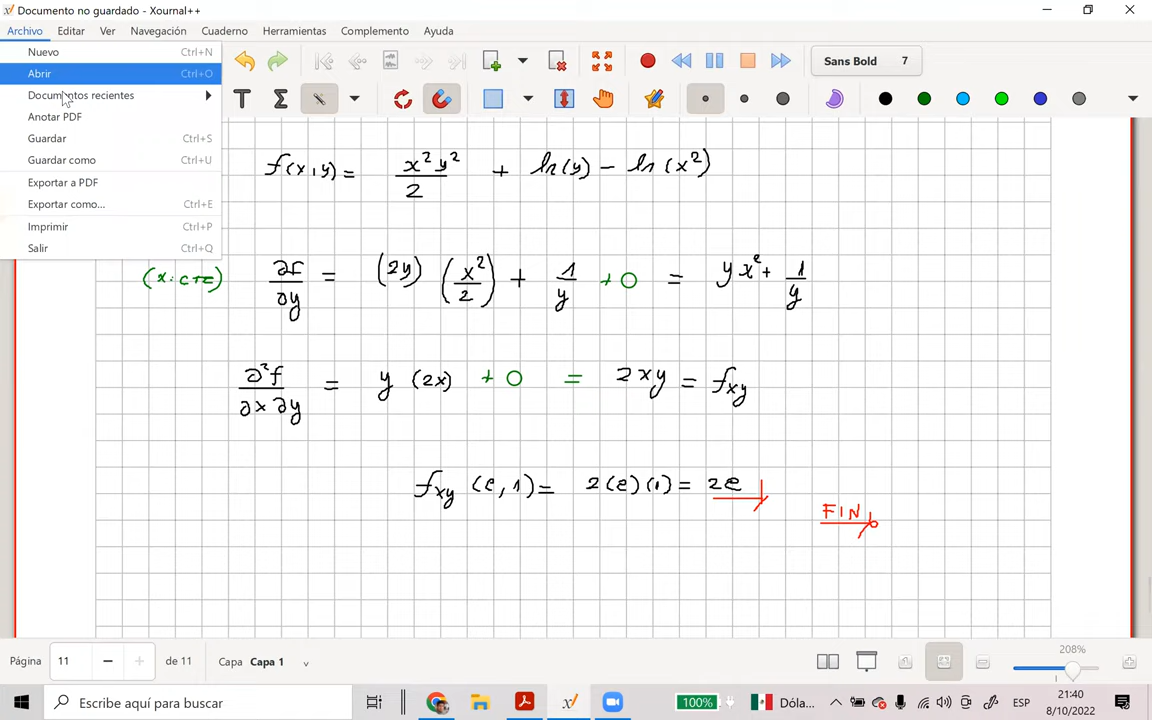 Documento no guardado - Xournal++
Archivo Editar Ver Navegación Cuaderno Herramientas Complemento Ayuda
Nuevo Ctrl+N
Abrir Ctrl+O
Documentos recientes
Anotar PDF
Guardar Ctrl+S
Guardar como Ctrl+U
Exportar a PDF
Exportar como... Ctrl+E
Imprimir Ctrl+P
Salir Ctrl+Q
Sans Bold 7
f(x,y) = x²y²/2 + ln(y) - ln(x²)
(x: cte) ∂f/∂y = (2y) (x²/2) + 1/y + 0 = yx² + 1/y
∂²f/∂x∂y = y (2x) + 0 = 2xy = fxy
fxy (e,1) = 2(e)(1) = 2e
FIN
Página 11 de 11 Capa Capa 1 208%
Escribe aquí para buscar 100% Dóla... ESP 21:40
8/10/2022